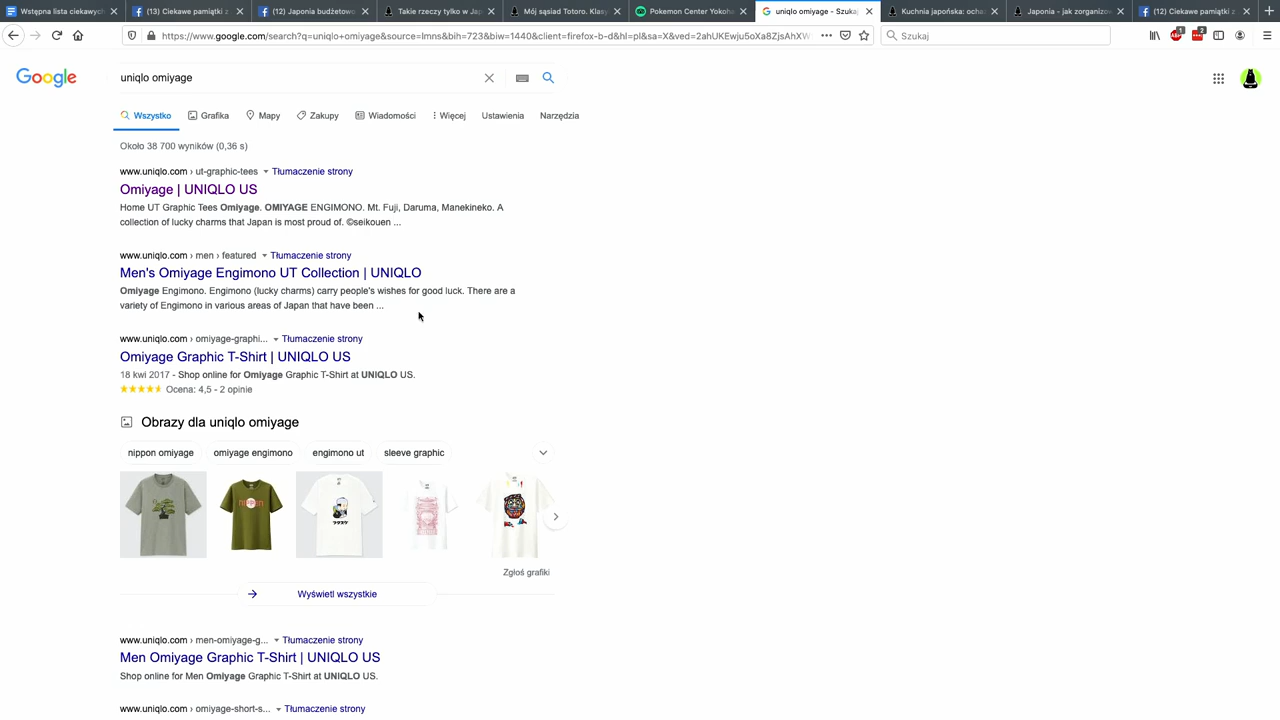 Wstępna lista ciekawych
(13) Ciekawe pamiątki z
(12) Japonia budżetowo
Takie rzeczy tylko w Jap
Mój sąsiad Totoro. Klasy
Pokemon Center Yokoha
uniqlo omiyage - Szukaj
Kuchnia japońska: ocha
Japonia - jak zorganizow
(12) Ciekawe pamiątki z
https://www.google.com/search?q=uniqlo+omiyage&source=lmns&bih=723&biw=1440&client=firefox-b-d&hl=pl&sa=X&ved=2ahUKEwju5oXa8ZjsAhXW
Szukaj
1
2
Google
uniqlo omiyage
Wszystko
Grafika
Mapy
Zakupy
Wiadomości
Więcej
Ustawienia
Narzędzia
Około 38 700 wyników (0,36 s)
www.uniqlo.com › ut-graphic-tees
Tłumaczenie strony
Omiyage | UNIQLO US
Home UT Graphic Tees Omiyage. OMIYAGE ENGIMONO. Mt. Fuji, Daruma, Manekineko. A
collection of lucky charms that Japan is most proud of. ©seikouen ...
www.uniqlo.com › men › featured
Tłumaczenie strony
Men's Omiyage Engimono UT Collection | UNIQLO
Omiyage Engimono. Engimono (lucky charms) carry people's wishes for good luck. There are a
variety of Engimono in various areas of Japan that have been ...
www.uniqlo.com › omiyage-graphi...
Tłumaczenie strony
Omiyage Graphic T-Shirt | UNIQLO US
18 kwi 2017 - Shop online for Omiyage Graphic T-Shirt at UNIQLO US.
Ocena: 4,5 - 2 opinie
Obrazy dla uniqlo omiyage
nippon omiyage
omiyage engimono
engimono ut
sleeve graphic
Zgłoś grafiki
Wyświetl wszystkie
www.uniqlo.com › men-omiyage-g...
Tłumaczenie strony
Men Omiyage Graphic T-Shirt | UNIQLO US
Shop online for Men Omiyage Graphic T-Shirt at UNIQLO US.
www.uniqlo.com › omiyage-short-s...
Tłumaczenie strony